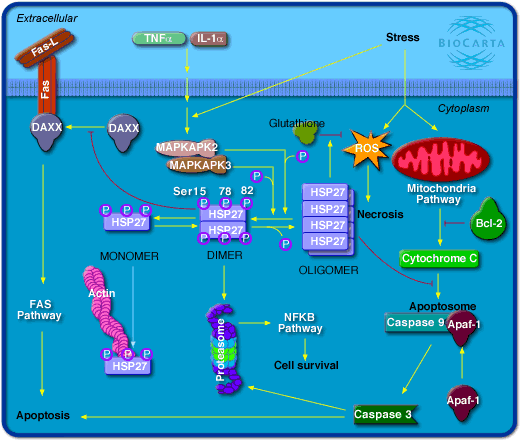 Extracellular
Fas-L
Fas
TNFα
IL-1α
Stress
BIOCARTA
Cytoplasm
DAXX
DAXX
Glutathione
ROS
MAPKAPK2
MAPKAPK3
P
P
Mitochondria
Pathway
Ser15 78 82
P P P
HSP27
HSP27
P P P
P
P P P
HSP27
HSP27
HSP27
HSP27
HSP27
Necrosis
Bcl-2
MONOMER
DIMER
OLIGOMER
Cytochrome C
Actin
FAS
Pathway
Proteasome
NFKB
Pathway
Apoptosome
Caspase 9
Apaf-1
P P P
HSP27
Cell survival
Apaf-1
Apoptosis
Caspase 3